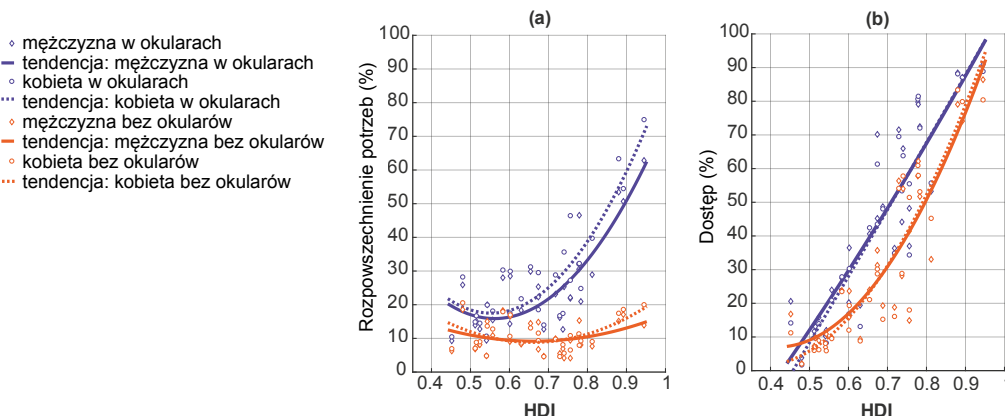 mężczyzna w okularach
tendencja: mężczyzna w okularach
kobieta w okularach
tendencja: kobieta w okularach
mężczyzna bez okularów
tendencja: mężczyzna bez okularów
kobieta bez okularów
tendencja: kobieta bez okularów
(a)
Rozpowszechnienie potrzeb (%)
100
90
80
70
60
50
40
30
20
10
0
0.4 0.5 0.6 0.7 0.8 0.9 1
HDI
(b)
Dostęp (%)
100
90
80
70
60
50
40
30
20
10
0
0.4 0.5 0.6 0.7 0.8 0.9 1
HDI